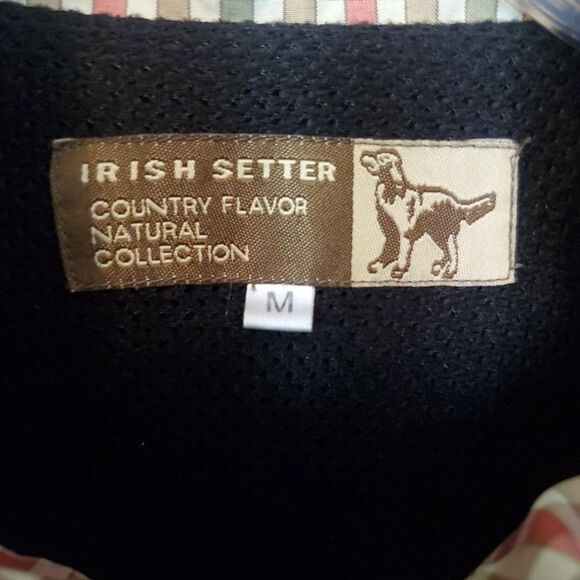 IRISH SETTER
COUNTRY FLAVOR
NATURAL
COLLECTION
M